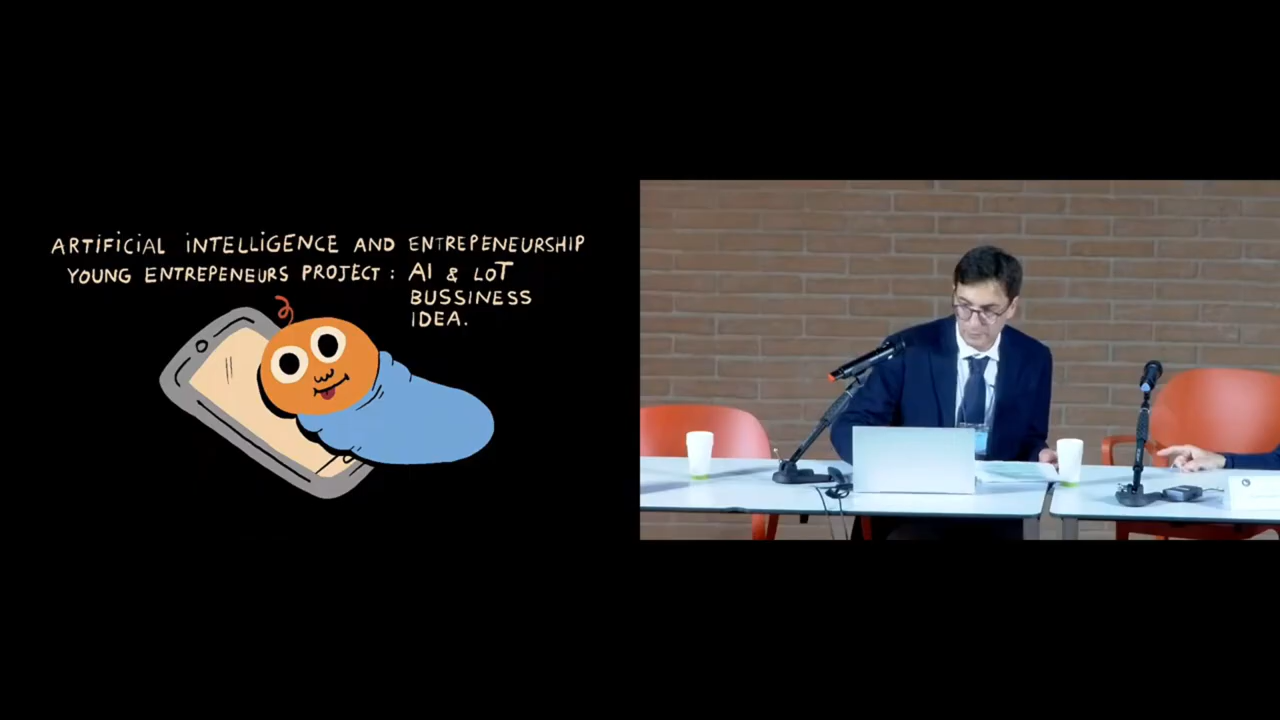 ARTIFICIAL INTELLIGENCE AND ENTREPENEURSHIP
YOUNG ENTREPENEURS PROJECT : AI & LOT
BUSSINESS
IDEA.